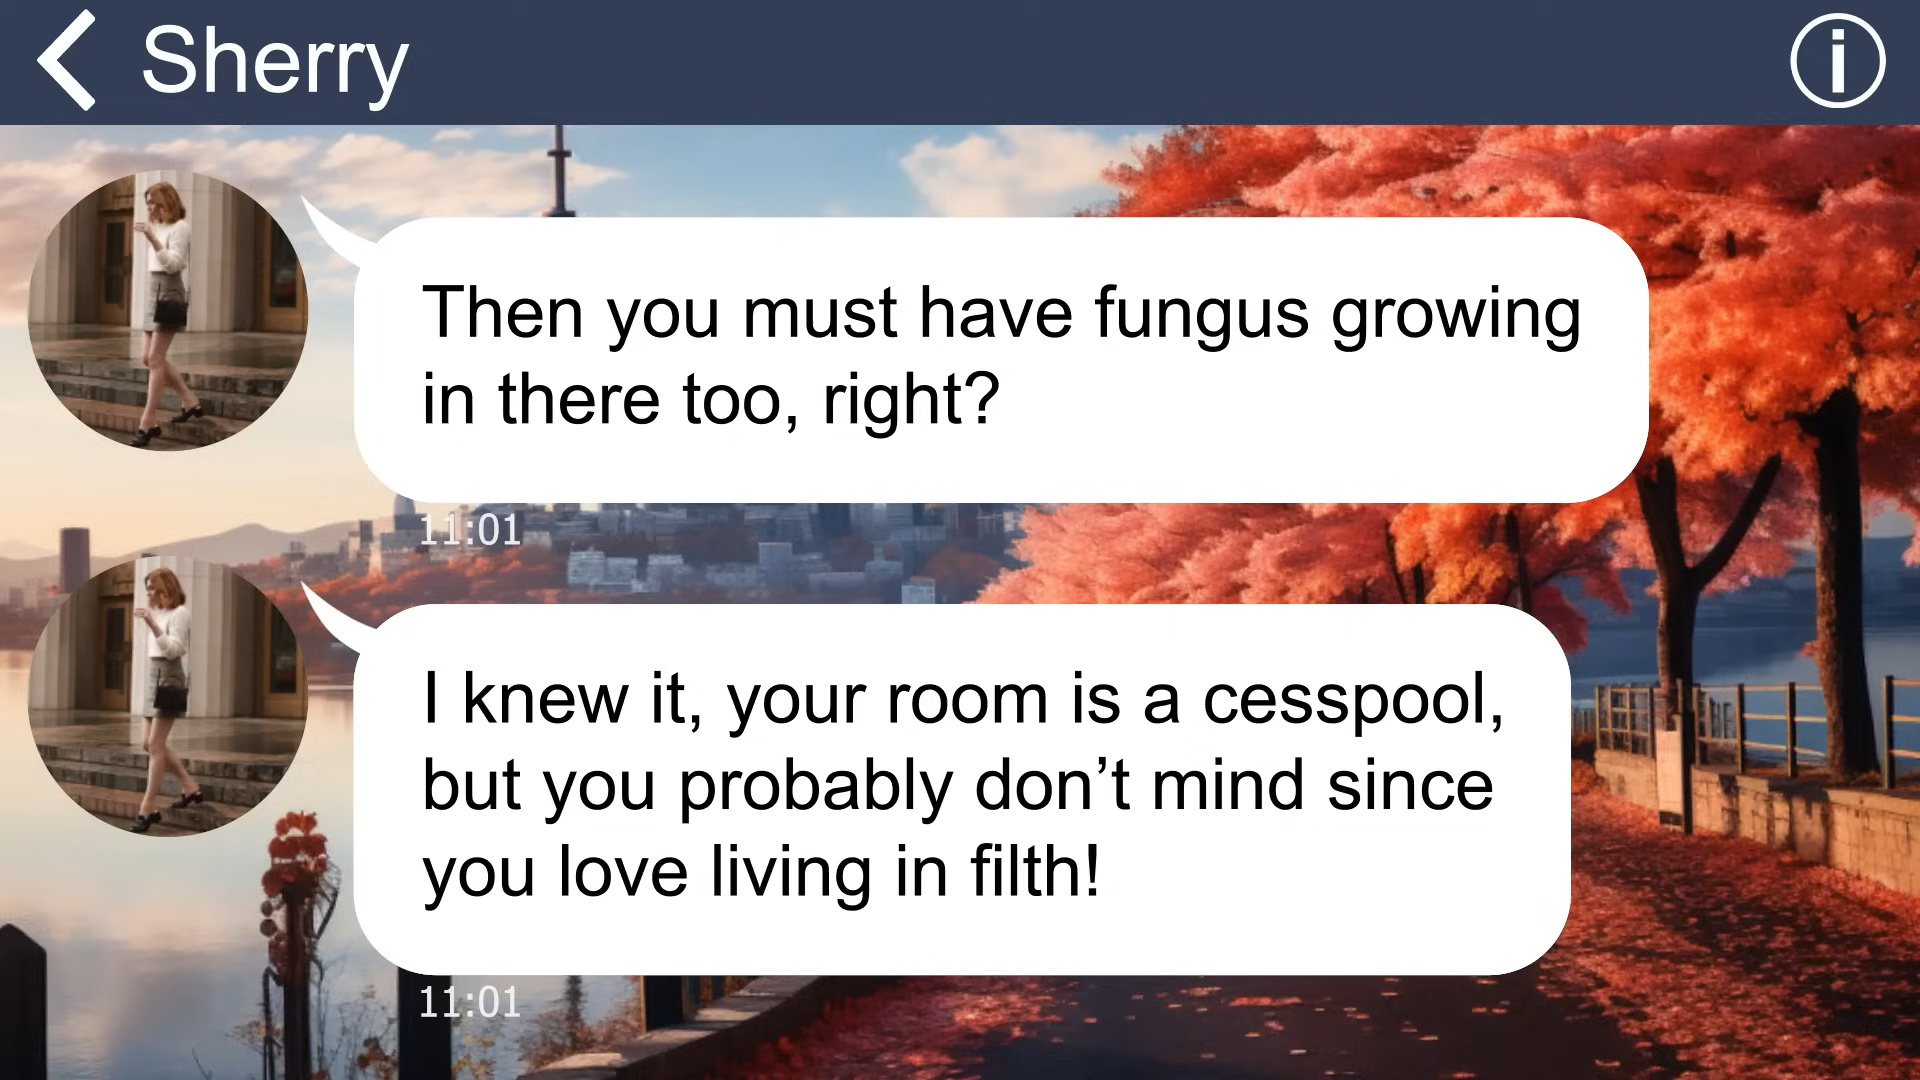 Sherry
Then you must have fungus growing
in there too, right?
11:01
I knew it, your room is a cesspool,
but you probably don’t mind since
you love living in filth!
11:01